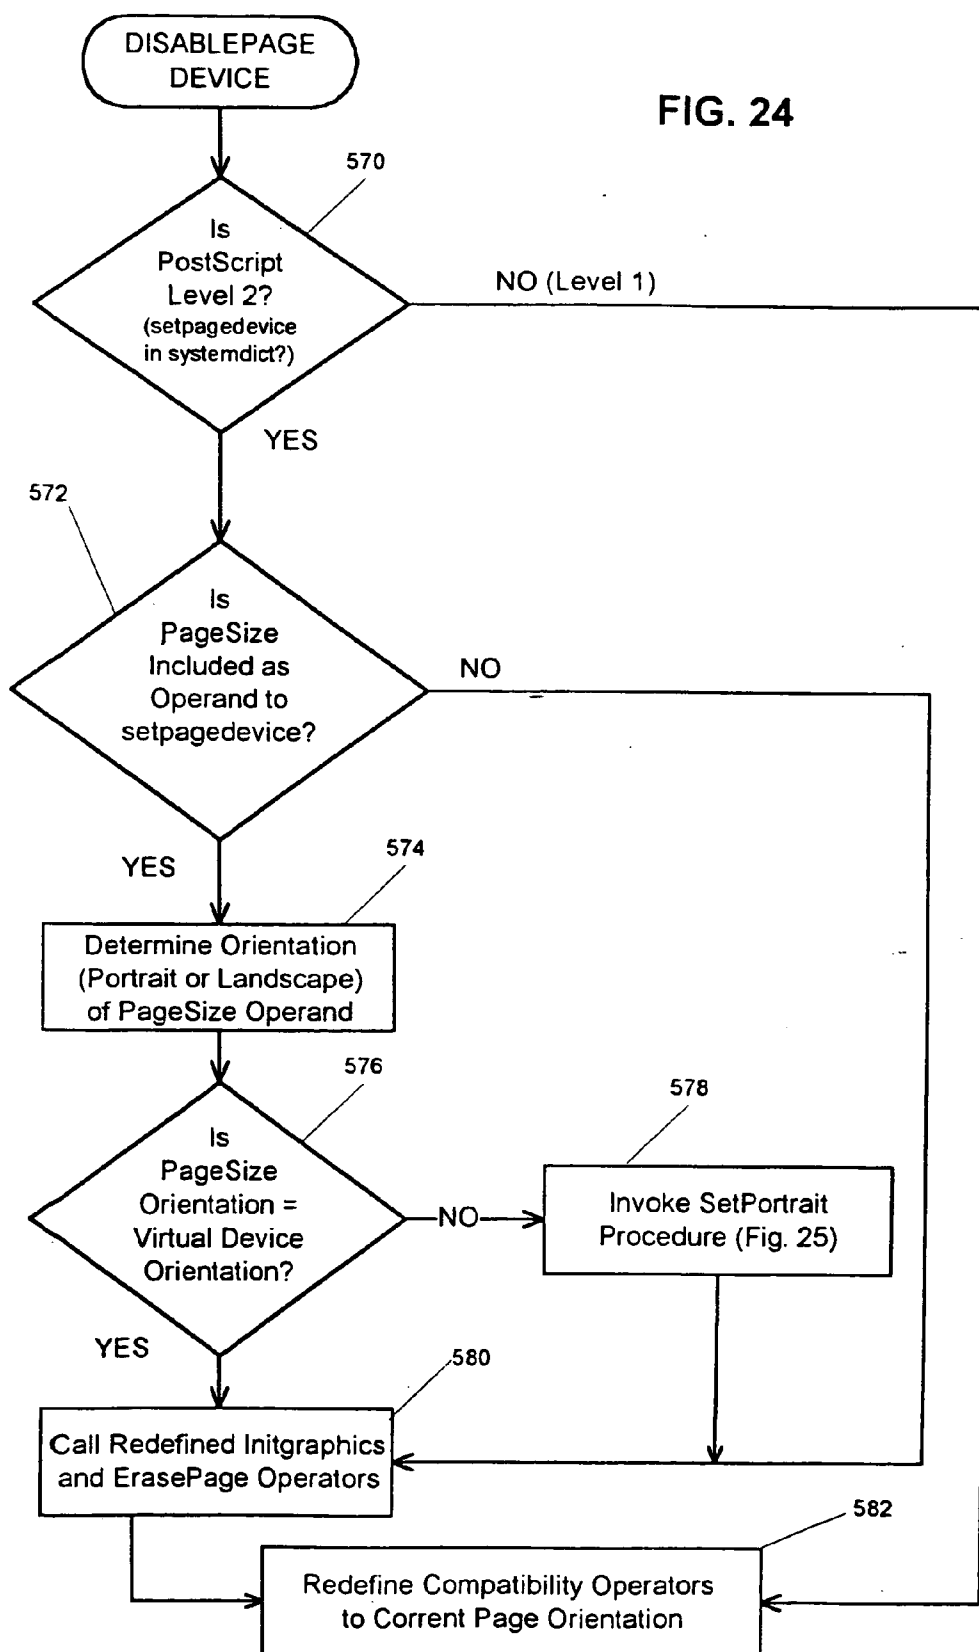 DISABLEPAGE
DEVICE
FIG. 24
570
Is
PostScript
Level 2?
(setpagedevice
in systemdict?)
NO (Level 1)
YES
572
Is
PageSize
Included as
Operand to
setpagedevice?
NO
YES
574
Determine Orientation
(Portrait or Landscape)
of PageSize Operand
576
Is
PageSize
Orientation =
Virtual Device
Orientation?
NO
578
Invoke SetPortrait
Procedure (Fig. 25)
YES
580
Call Redefined Initgraphics
and ErasePage Operators
582
Redefine Compatibility Operators
to Corrent Page Orientation